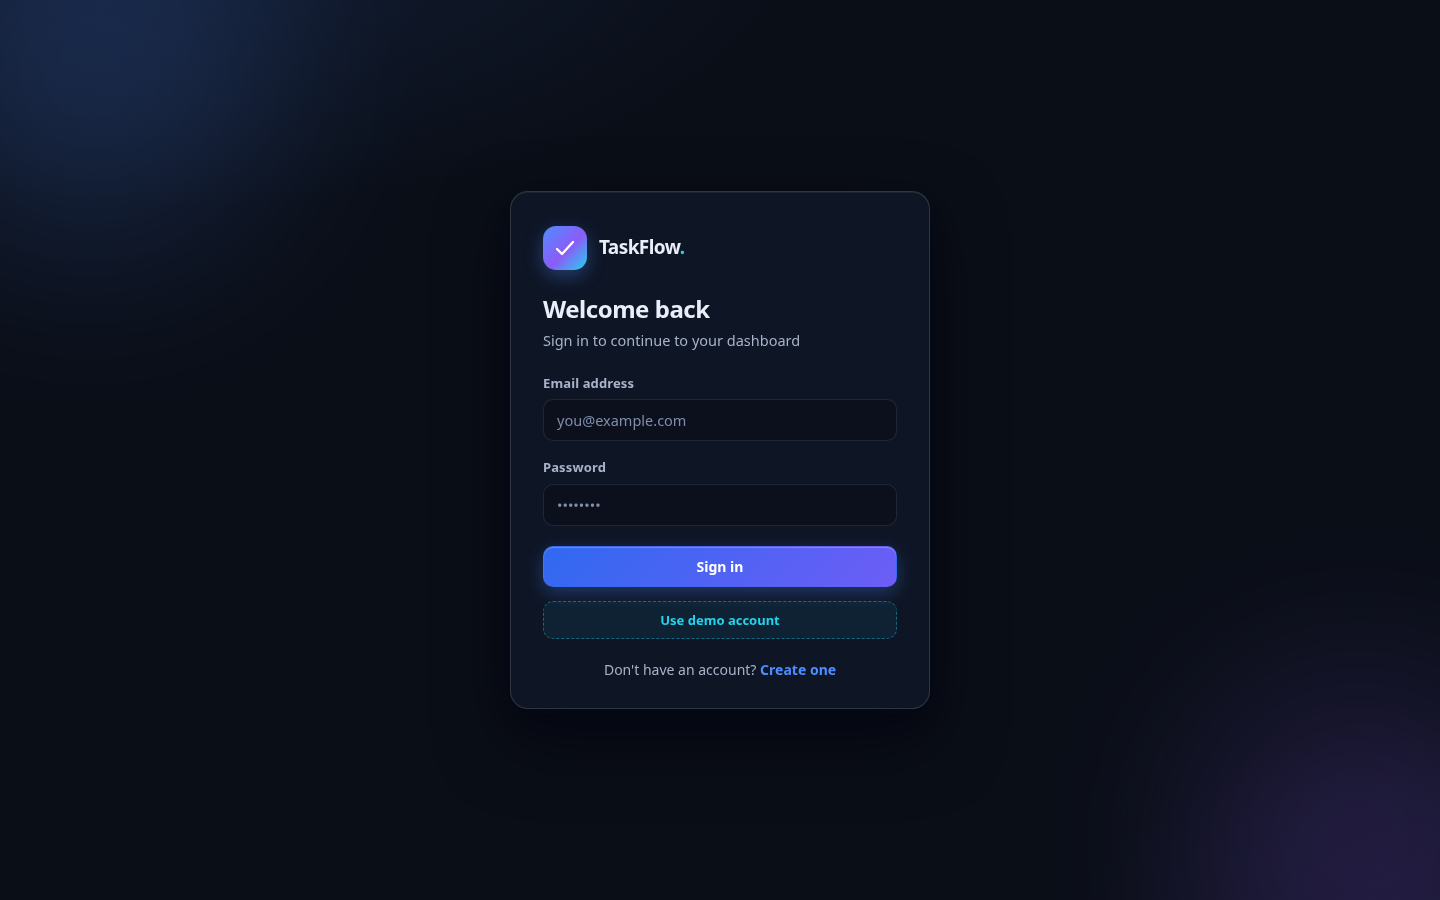 TaskFlow.
Welcome back
Sign in to continue to your dashboard
Email address
you@example.com
Password
••••••••
Sign in
Use demo account
Don't have an account? Create one